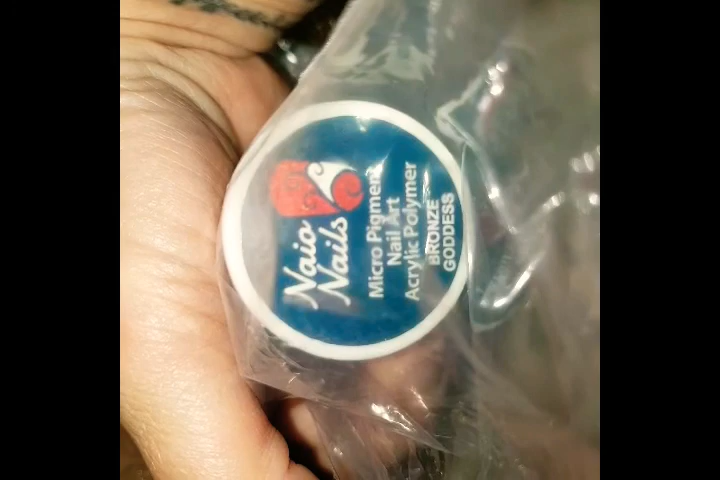 Naio
Nails
Micro Pigment
Nail Art
Acrylic Polymer
BRONZE
GODDESS